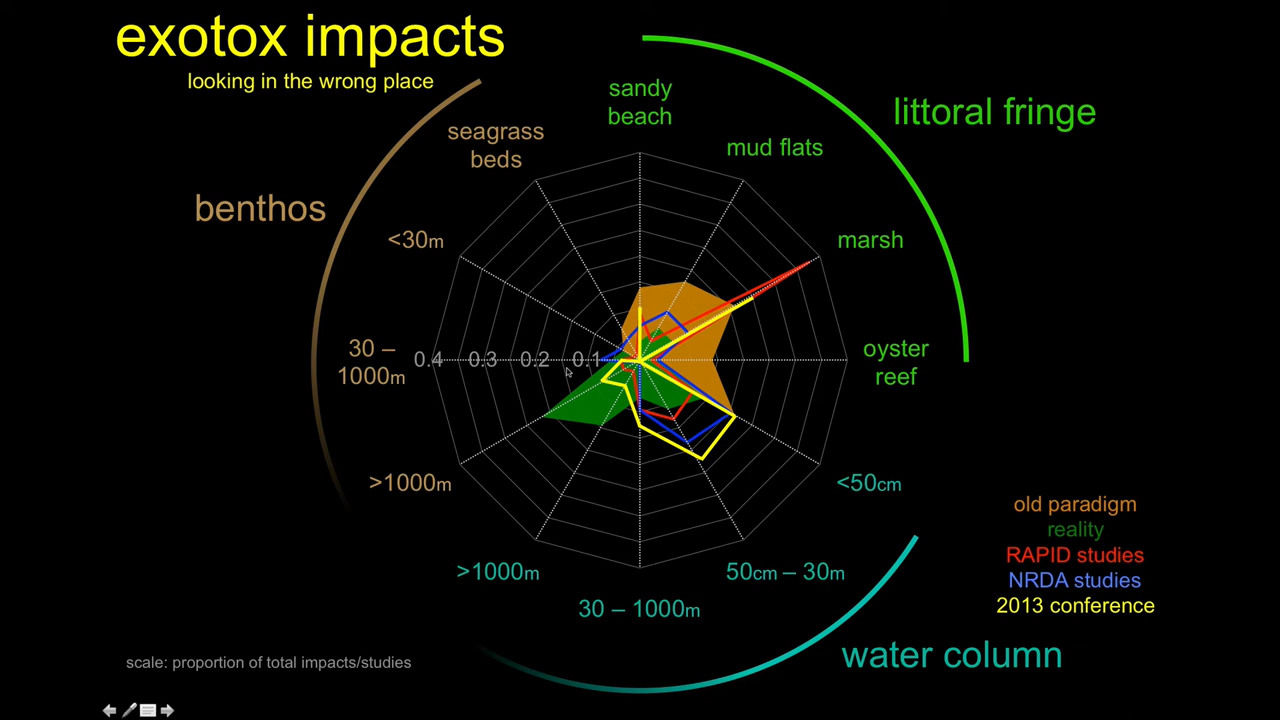 exotox impacts
looking in the wrong place
sandy
beach
mud flats
littoral fringe
marsh
oyster
reef
seagrass
beds
benthos
<30m
30 –
1000m
0.4
0.3
0.2
0.1
>1000m
<50cm
>1000m
50cm – 30m
30 – 1000m
water column
old paradigm
reality
RAPID studies
NRDA studies
2013 conference
scale: proportion of total impacts/studies